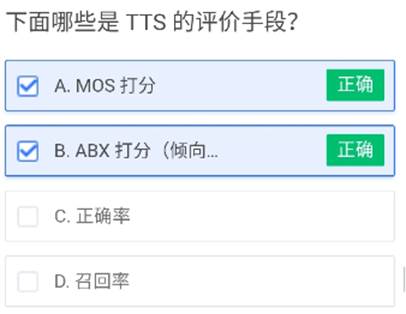 下面哪些是 TTS 的评价手段？
A. MOS 打分 正确
B. ABX 打分（倾向... 正确
C. 正确率
D. 召回率